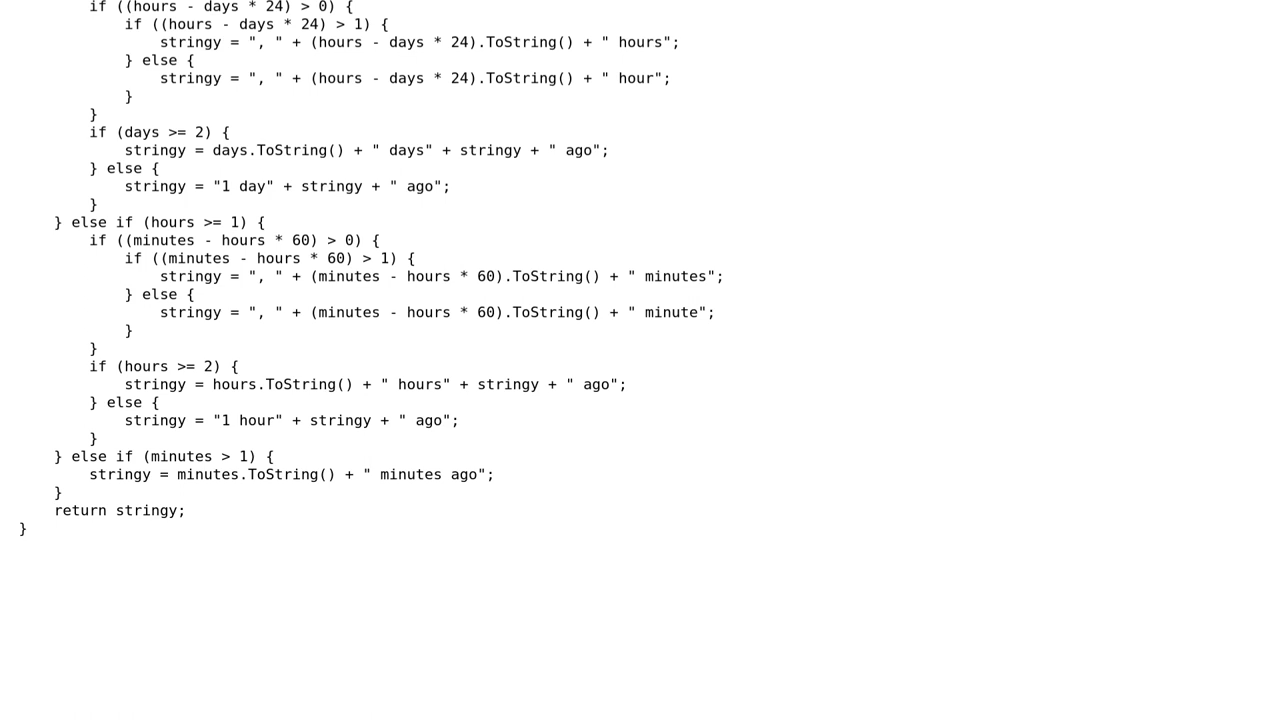 if ((hours - days * 24) > 0) {
            if ((hours - days * 24) > 1) {
                stringy = ", " + (hours - days * 24).ToString() + " hours";
            } else {
                stringy = ", " + (hours - days * 24).ToString() + " hour";
            }
        }
        if (days >= 2) {
            stringy = days.ToString() + " days" + stringy + " ago";
        } else {
            stringy = "1 day" + stringy + " ago";
        }
    } else if (hours >= 1) {
        if ((minutes - hours * 60) > 0) {
            if ((minutes - hours * 60) > 1) {
                stringy = ", " + (minutes - hours * 60).ToString() + " minutes";
            } else {
                stringy = ", " + (minutes - hours * 60).ToString() + " minute";
            }
        }
        if (hours >= 2) {
            stringy = hours.ToString() + " hours" + stringy + " ago";
        } else {
            stringy = "1 hour" + stringy + " ago";
        }
    } else if (minutes > 1) {
        stringy = minutes.ToString() + " minutes ago";
    }
    return stringy;
}